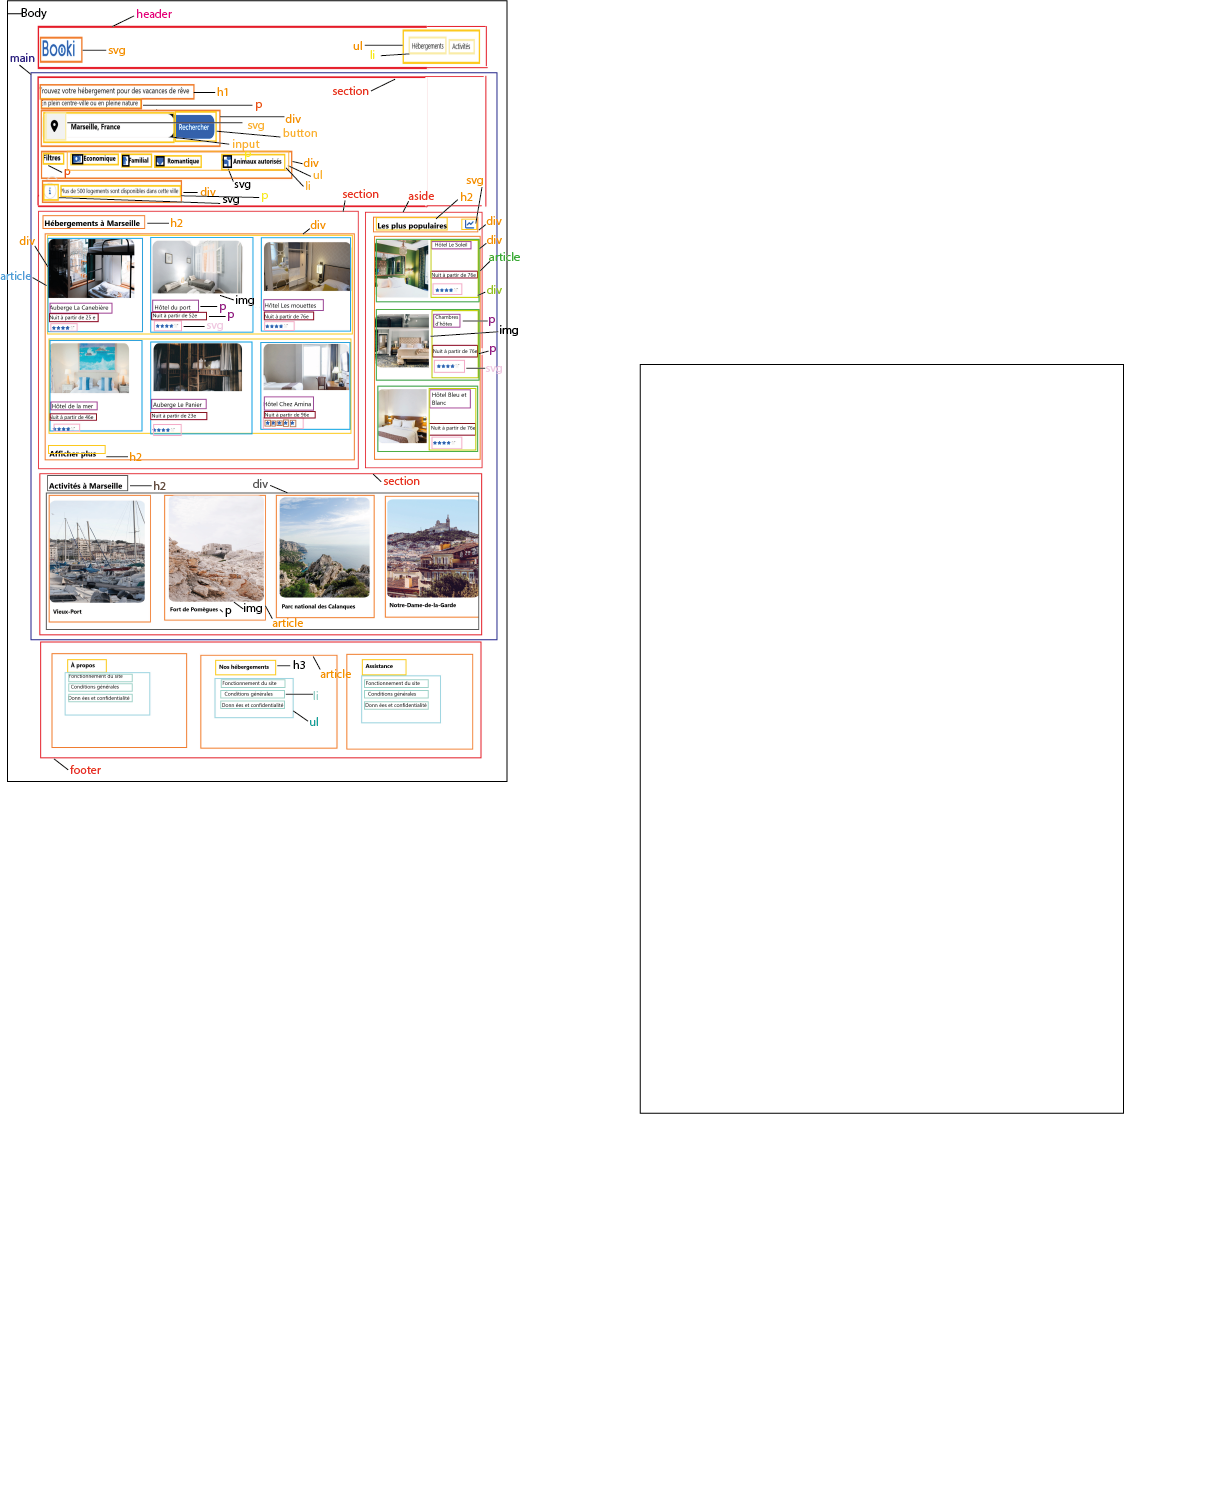 Body
header
Booki
svg
ul
li
Hébergements
Activités
main
section
rouvez votre hébergement pour des vacances de rêve
h1
En plein centre-ville ou en pleine nature
p
div
Marseille, France
Rechercher
svg
button
input
Filtres
Economique
Familial
Romantique
Animaux autorisés
div
ul
li
p
svg
i
Plus de 500 logements sont disponibles dans cette ville
div
p
svg
section
aside
h2
svg
Hébergements à Marseille
h2
div
Les plus populaires
div
div
article
Auberge La Canebière
Nuit à partir de 25 e
Hôtel du port
Nuit à partir de 52e
img
p
p
svg
Hôtel Les mouettes
Nuit à partir de 76e
Hôtel de la mer
Nuit à partir de 46e
Auberge Le Panier
Nuit à partir de 23e
Hôtel Chez Amina
Nuit à partir de 96e
Afficher plus
h2
Hôtel Le Soleil
Nuit à partir de 76e
div
article
div
Chambres
d'hôtes
Nuit à partir de 76e
p
img
p
svg
Hôtel Bleu et
Blanc
Nuit à partir de 76e
section
Activités à Marseille
h2
div
Vieux-Port
Fort de Pomègues
p
img
article
Parc national des Calanques
Notre-Dame-de-la-Garde
À propos
Fonctionnement du site
Conditions générales
Donn ées et confidentialité
Nos hébergements
h3
article
Fonctionnement du site
Conditions générales
Donn ées et confidentialité
li
ul
Assistance
Fonctionnement du site
Conditions générales
Donn ées et confidentialité
footer